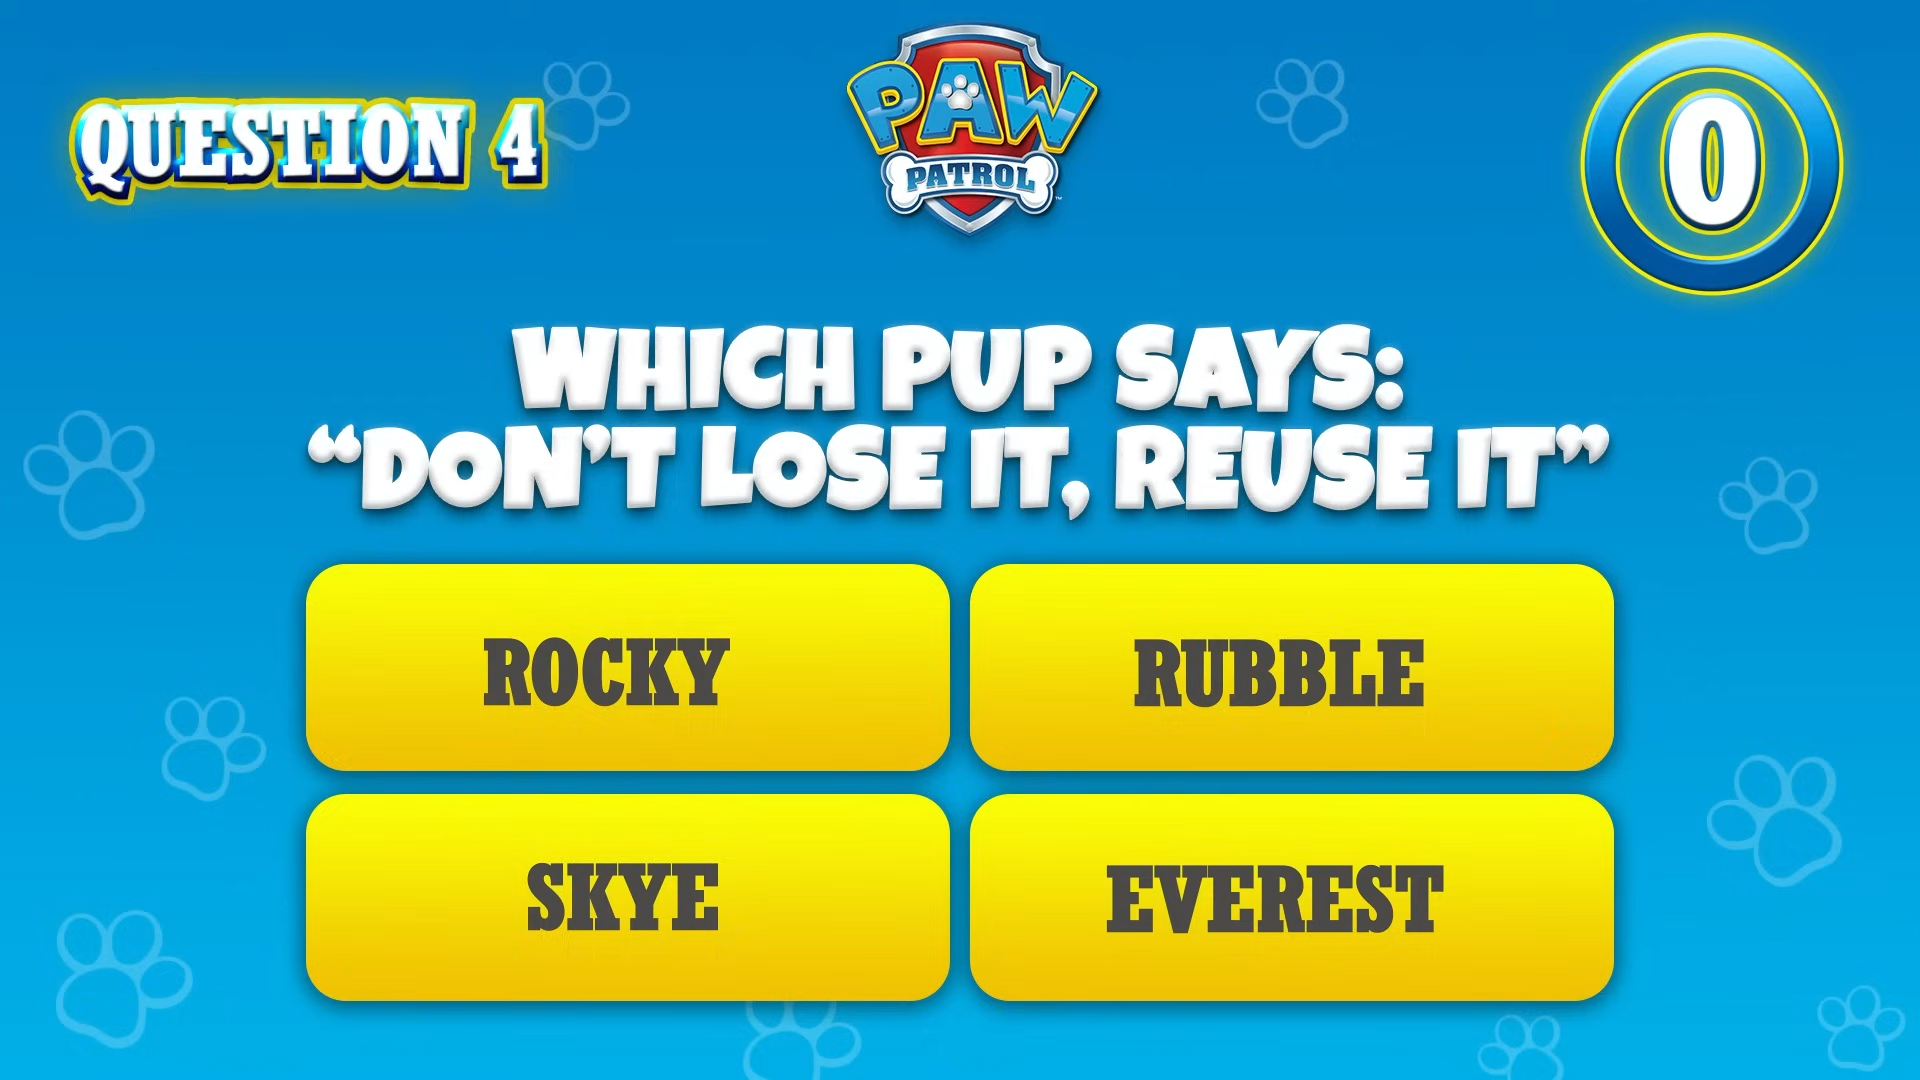 QUESTION 4
PAW
PATROL
0
WHICH PUP SAYS:
“DON’T LOSE IT, REUSE IT”
ROCKY
RUBBLE
SKYE
EVEREST